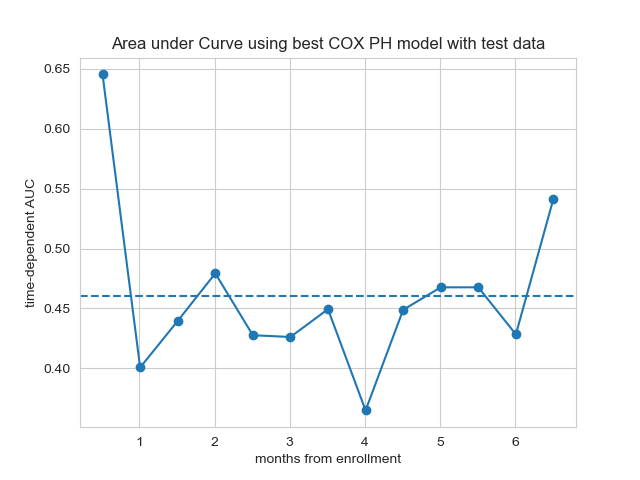 Area under Curve using best COX PH model with test data
time-dependent AUC
0.65
0.60
0.55
0.50
0.45
0.40
1 2 3 4 5 6
months from enrollment